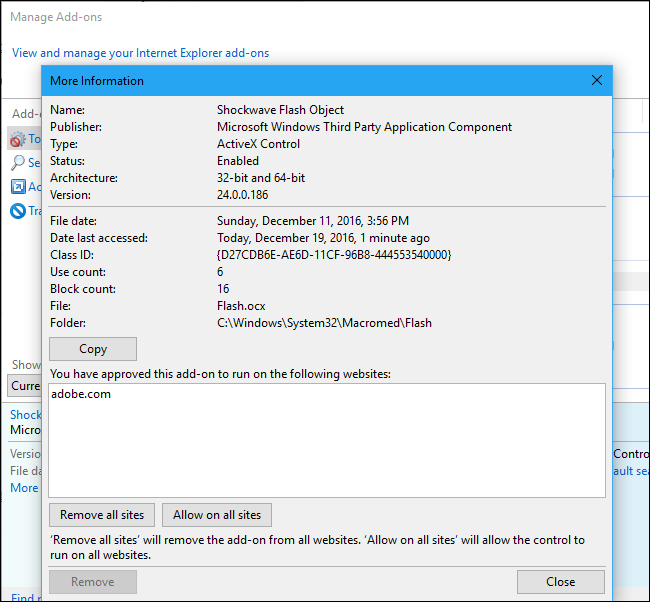 Manage Add-ons
View and manage your Internet Explorer add-ons
More Information
Name: Shockwave Flash Object
Publisher: Microsoft Windows Third Party Application Component
Type: ActiveX Control
Status: Enabled
Architecture: 32-bit and 64-bit
Version: 24.0.0.186
File date: Sunday, December 11, 2016, 3:56 PM
Date last accessed: Today, December 19, 2016, 1 minute ago
Class ID: {D27CDB6E-AE6D-11CF-96B8-444553540000}
Use count: 6
Block count: 16
File: Flash.ocx
Folder: C:\Windows\System32\Macromed\Flash
Copy
You have approved this add-on to run on the following websites:
adobe.com
Remove all sites Allow on all sites
'Remove all sites' will remove the add-on from all websites. 'Allow on all sites' will allow the control to
run on all websites.
Remove Close
Add-
To
Sea
Ac
Tra
Show
Curre
Shock
Micro
Versio
File da
More
Contro
ault sea
Find